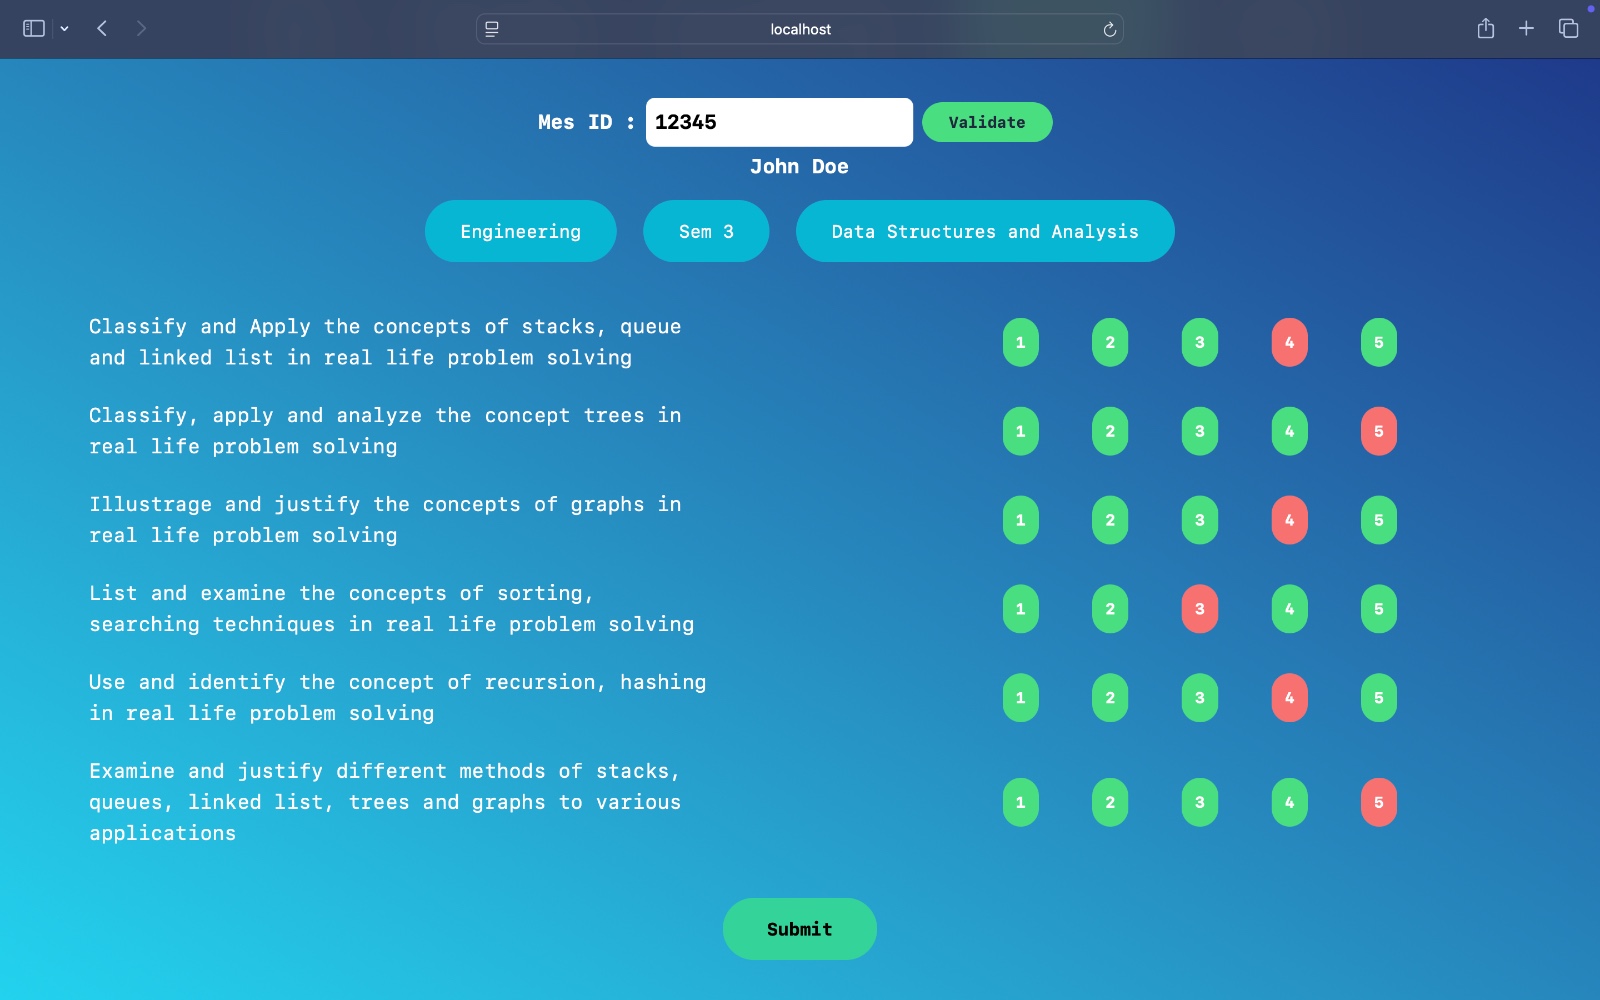 localhost
Mes ID : 12345 Validate
John Doe
Engineering Sem 3 Data Structures and Analysis
Classify and Apply the concepts of stacks, queue
and linked list in real life problem solving
1 2 3 4 5
Classify, apply and analyze the concept trees in
real life problem solving
1 2 3 4 5
Illustrage and justify the concepts of graphs in
real life problem solving
1 2 3 4 5
List and examine the concepts of sorting,
searching techniques in real life problem solving
1 2 3 4 5
Use and identify the concept of recursion, hashing
in real life problem solving
1 2 3 4 5
Examine and justify different methods of stacks,
queues, linked list, trees and graphs to various
applications
1 2 3 4 5
Submit